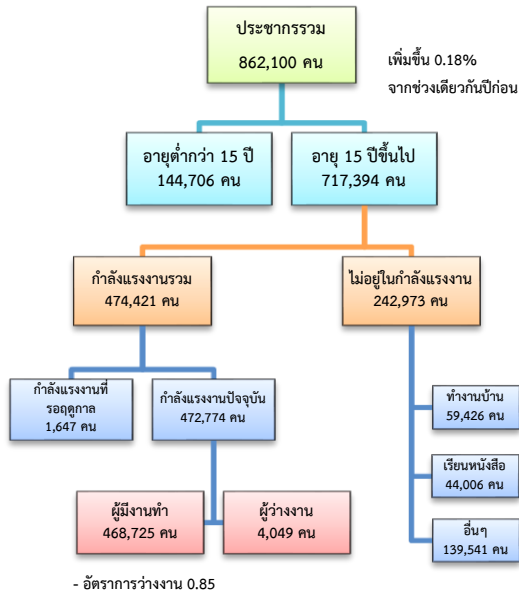 ประชากรรวม
862,100 คน
เพิ่มขึ้น 0.18%
จากช่วงเดียวกันปีก่อน
อายุต่ำกว่า 15 ปี
144,706 คน
อายุ 15 ปีขึ้นไป
717,394 คน
กำลังแรงงานรวม
474,421 คน
ไม่อยู่ในกำลังแรงงาน
242,973 คน
กำลังแรงงานที่
รอฤดูกาล
1,647 คน
กำลังแรงงานปัจจุบัน
472,774 คน
ทำงานบ้าน
59,426 คน
เรียนหนังสือ
44,006 คน
อื่นๆ
139,541 คน
ผู้มีงานทำ
468,725 คน
ผู้ว่างงาน
4,049 คน
- อัตราการว่างงาน 0.85